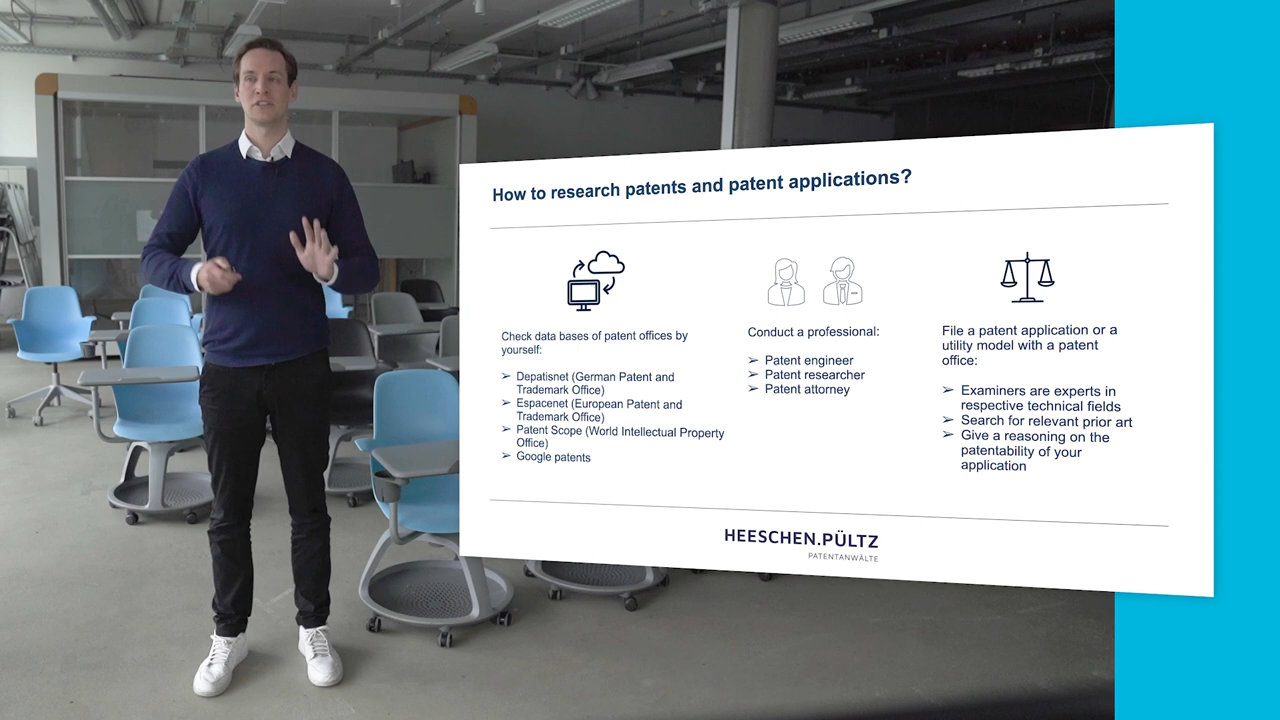 How to research patents and patent applications?
Check data bases of patent offices by
yourself:
➢ Depatisnet (German Patent and
Trademark Office)
➢ Espacenet (European Patent and
Trademark Office)
➢ Patent Scope (World Intellectual Property
Office)
➢ Google patents
Conduct a professional:
➢ Patent engineer
➢ Patent researcher
➢ Patent attorney
File a patent application or a
utility model with a patent
office:
➢ Examiners are experts in
respective technical fields
➢ Search for relevant prior art
➢ Give a reasoning on the
patentability of your
application
HEESCHEN.PÜLTZ
PATENTANWÄLTE